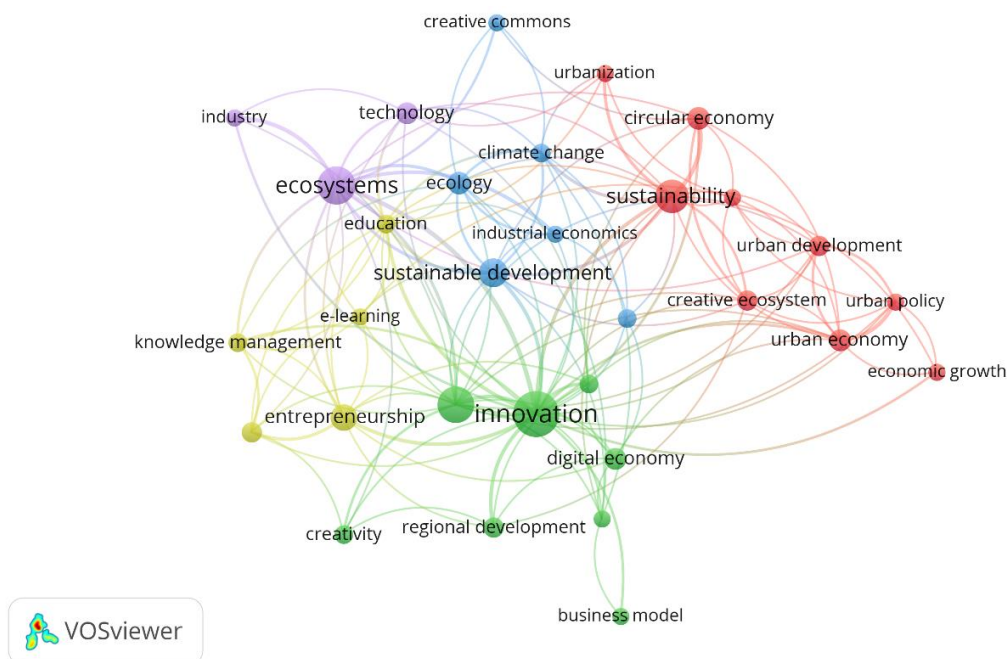 creative commons
urbanization
industry
technology
circular economy
climate change
ecosystems
ecology
sustainability
education
industrial economics
urban development
sustainable development
creative ecosystem
urban policy
e-learning
knowledge management
urban economy
economic growth
entrepreneurship
innovation
digital economy
creativity
regional development
business model
VOSviewer